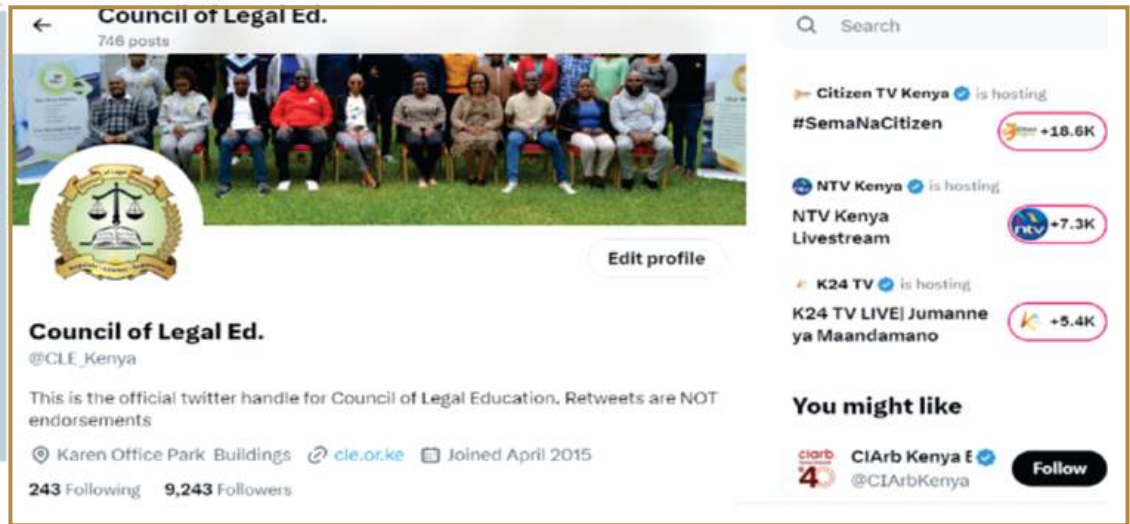 Council of Legal Ed.
746 posts
Edit profile
Council of Legal Ed.
@CLE_Kenya
This is the official twitter handle for Council of Legal Education. Retweets are NOT
endorsements
Karen Office Park Buildings cle.or.ke Joined April 2015
243 Following 9,243 Followers
Search
Citizen TV Kenya is hosting
#SemaNaCitizen
+18.6K
NTV Kenya is hosting
NTV Kenya
Livestream
ntv +7.3K
K24 TV is hosting
K24 TV LIVE| Jumanne
ya Maandamano
+5.4K
You might like
ciarb
40
CIArb Kenya
@CIArbKenya
Follow